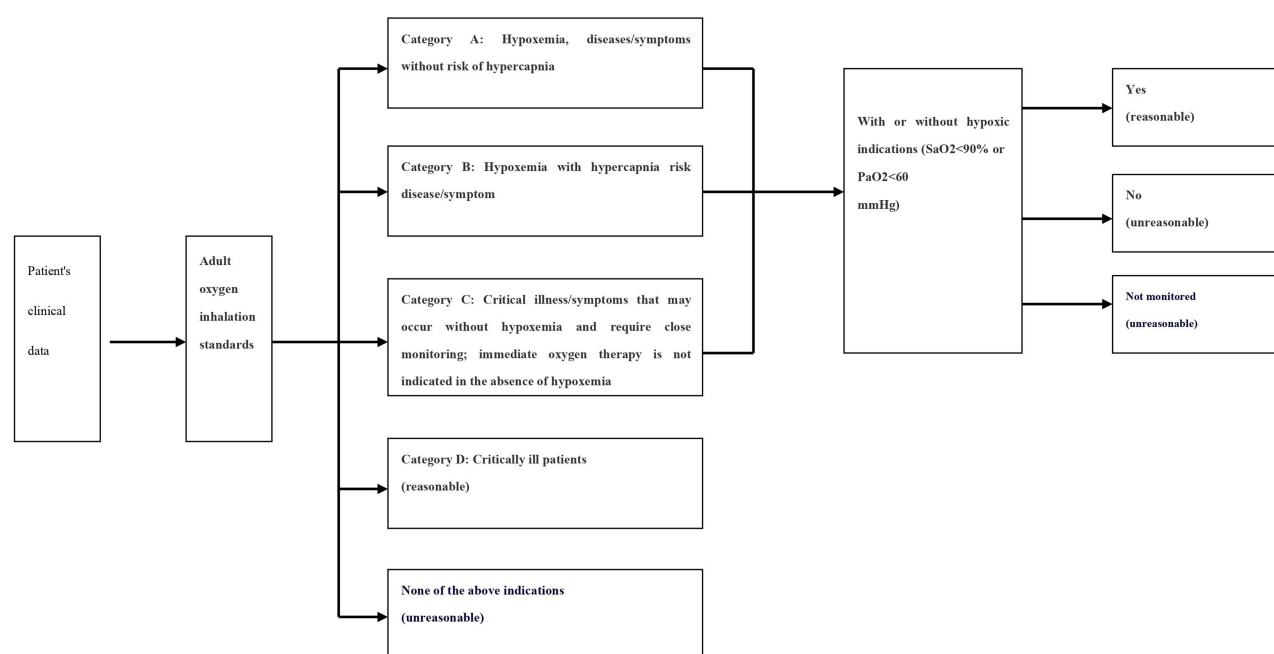 Patient's
clinical
data
Adult
oxygen
inhalation
standards
Category A: Hypoxemia, diseases/symptoms
without risk of hypercapnia
Category B: Hypoxemia with hypercapnia risk
disease/symptom
Category C: Critical illness/symptoms that may
occur without hypoxemia and require close
monitoring; immediate oxygen therapy is not
indicated in the absence of hypoxemia
Category D: Critically ill patients
(reasonable)
None of the above indications
(unreasonable)
With or without hypoxic
indications (SaO2<90% or
PaO2<60
mmHg)
Yes
(reasonable)
No
(unreasonable)
Not monitored
(unreasonable)